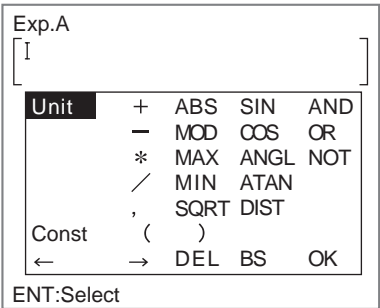 Exp.A
[I ]
Unit + ABS SIN AND
− MOD COS OR
* MAX ANGL NOT
／ MIN ATAN
, SQRT DIST
Const ( )
← → DEL BS OK
ENT:Select